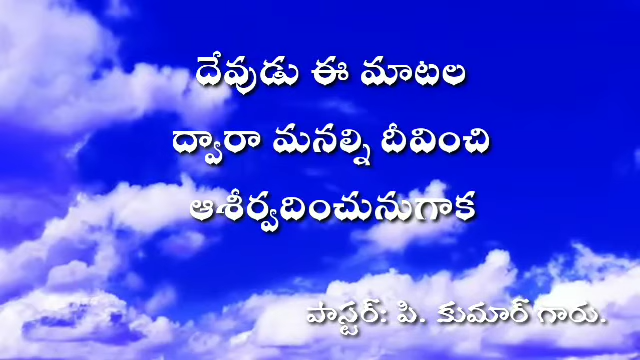 దేవుడు ఈ మాటల
ద్వారా మనల్ని దీవించి
ఆశీర్వదించునుగాక
పాస్టర్: పి. కుమార్ గారు.